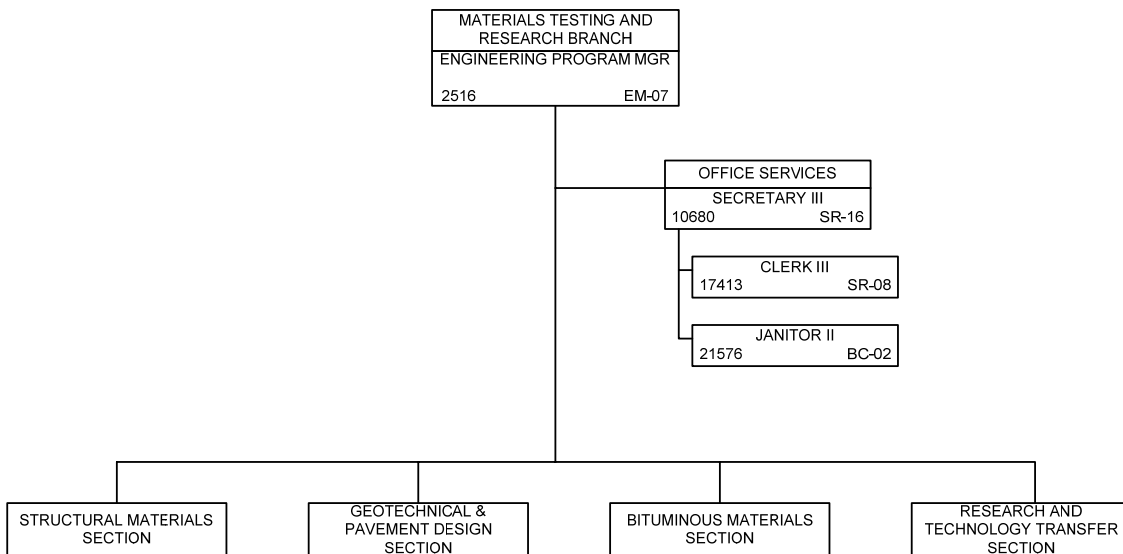 MATERIALS TESTING AND
RESEARCH BRANCH
ENGINEERING PROGRAM MGR
2516 EM-07
OFFICE SERVICES
SECRETARY III
10680 SR-16
CLERK III
17413 SR-08
JANITOR II
21576 BC-02
STRUCTURAL MATERIALS
SECTION
GEOTECHNICAL &
PAVEMENT DESIGN
SECTION
BITUMINOUS MATERIALS
SECTION
RESEARCH AND
TECHNOLOGY TRANSFER
SECTION